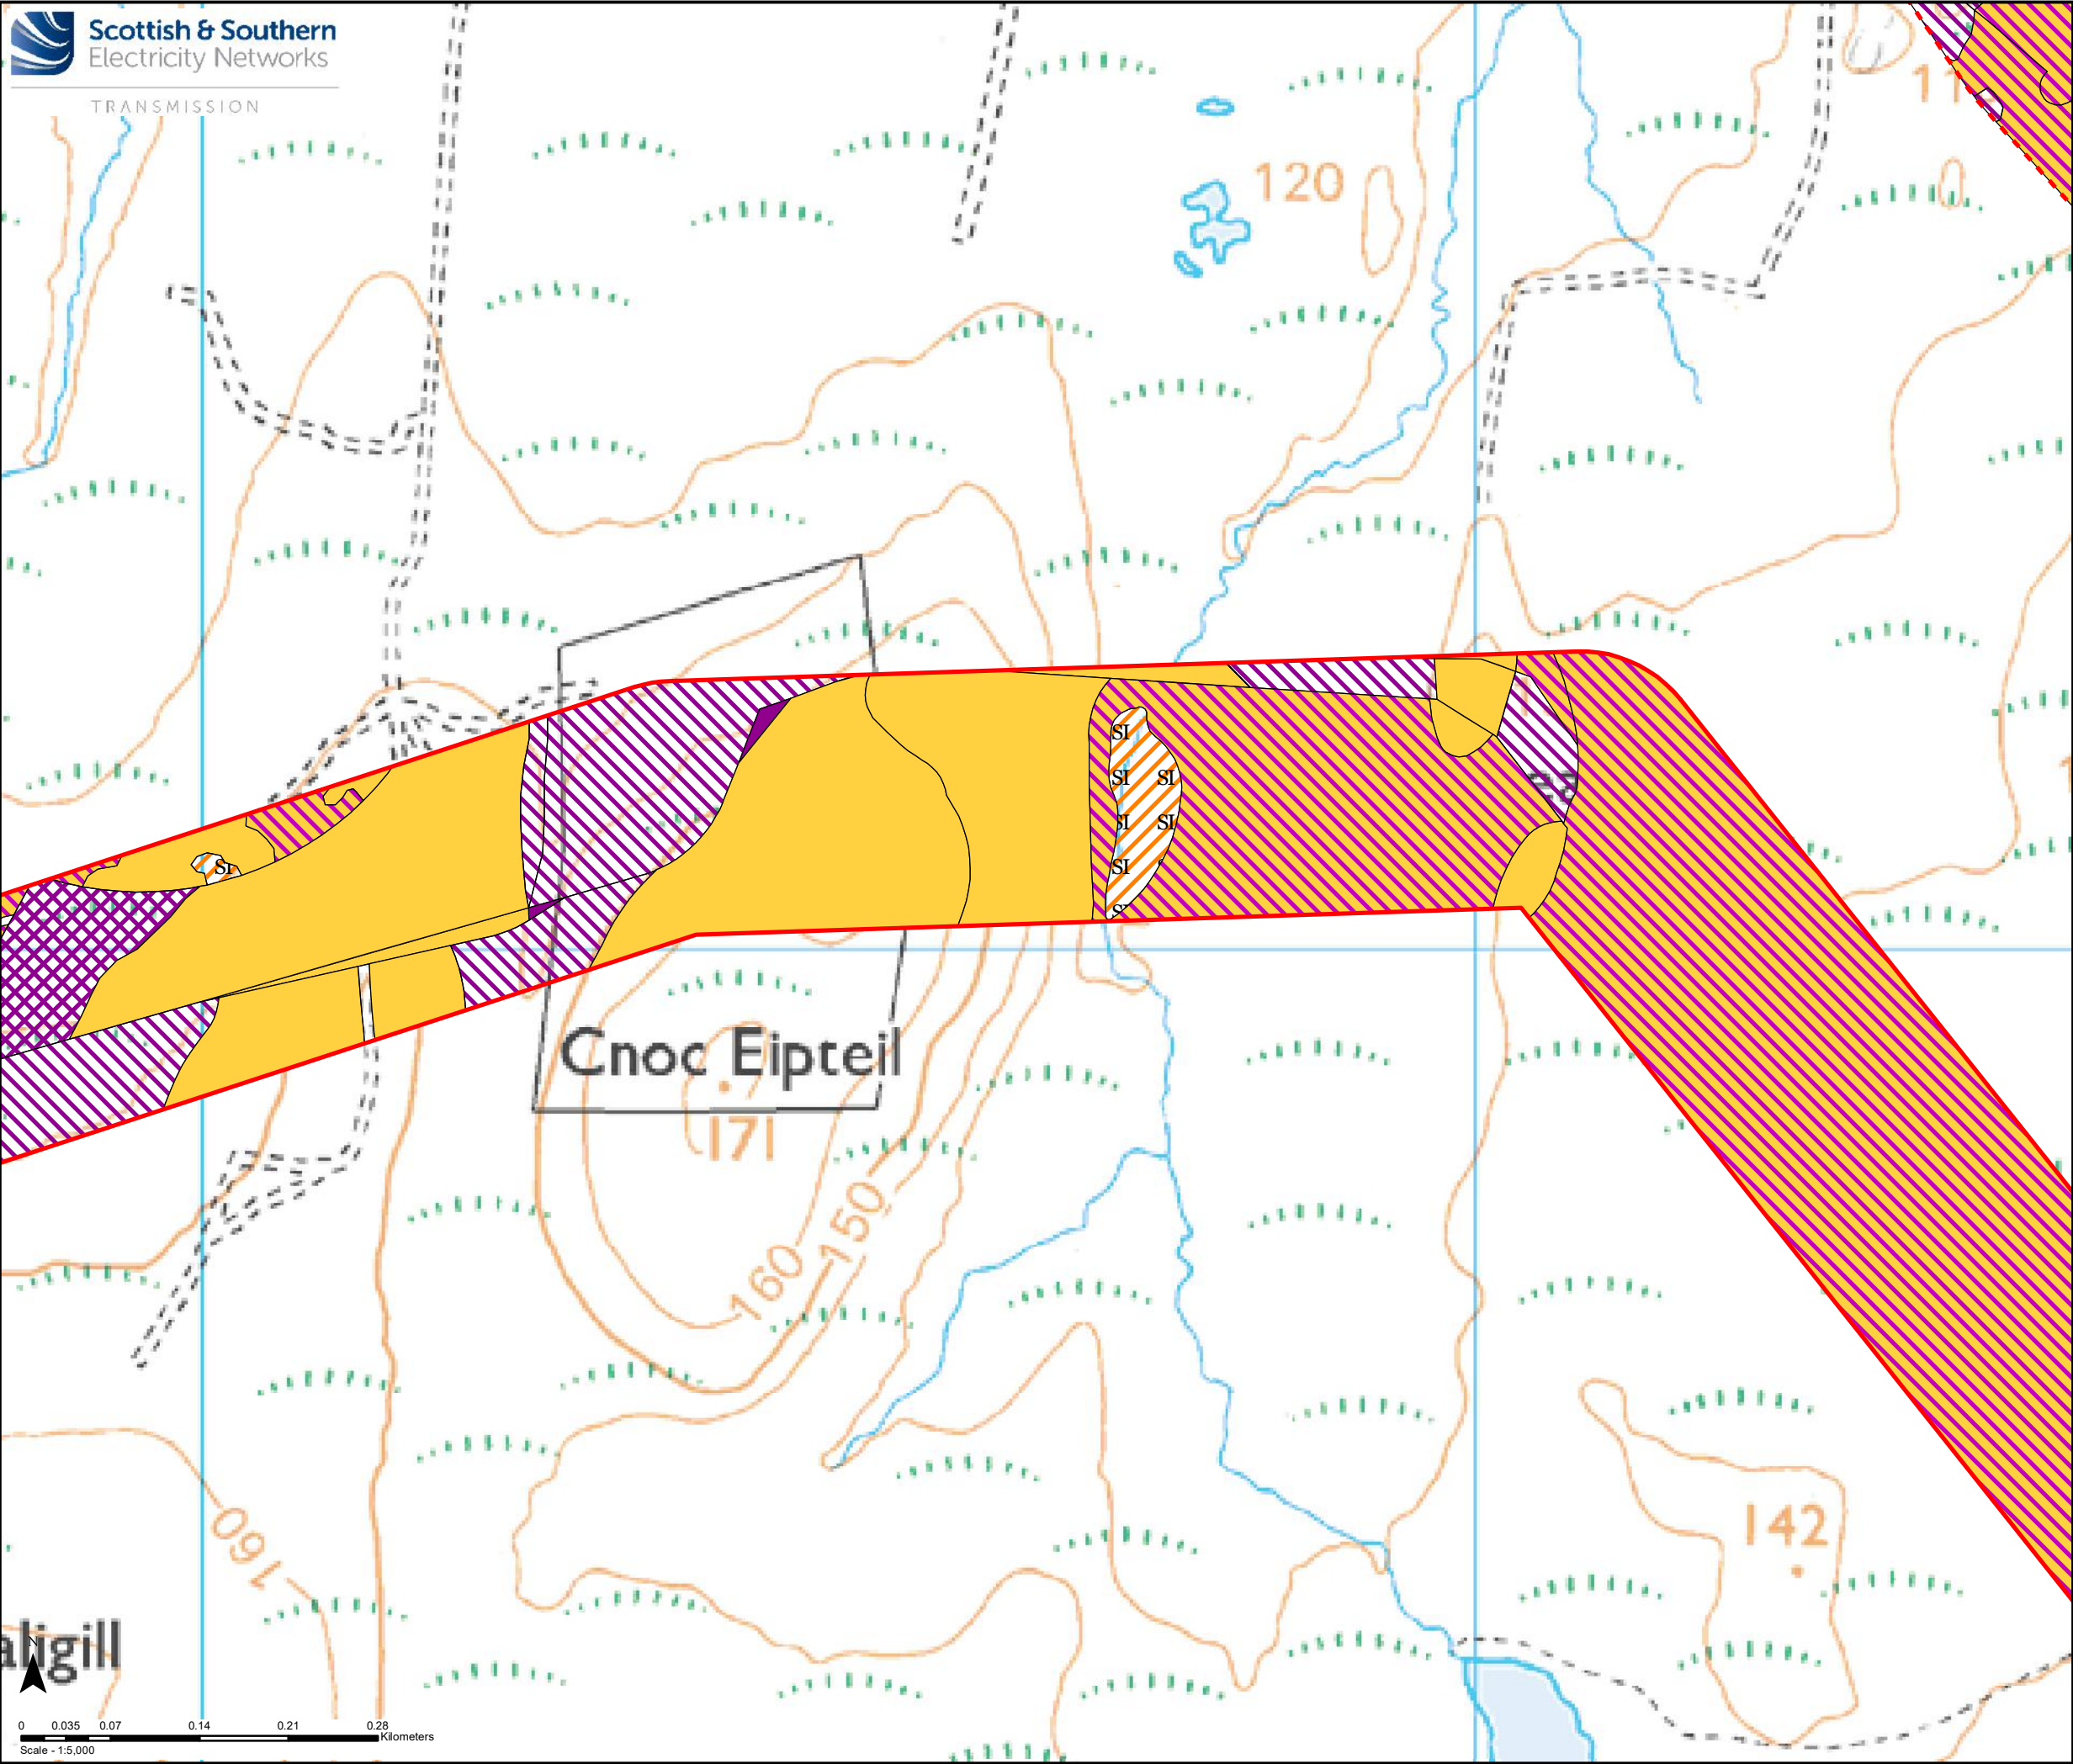 Scottish & Southern
Electricity Networks
TRANSMISSION
120
SI
SI
SI
SI
SI
SI
SI
Cnoc Eipteil
171
150
160
160
142
aligill
N
0 0.035 0.07 0.14 0.21 0.28
Kilometers
Scale - 1:5,000